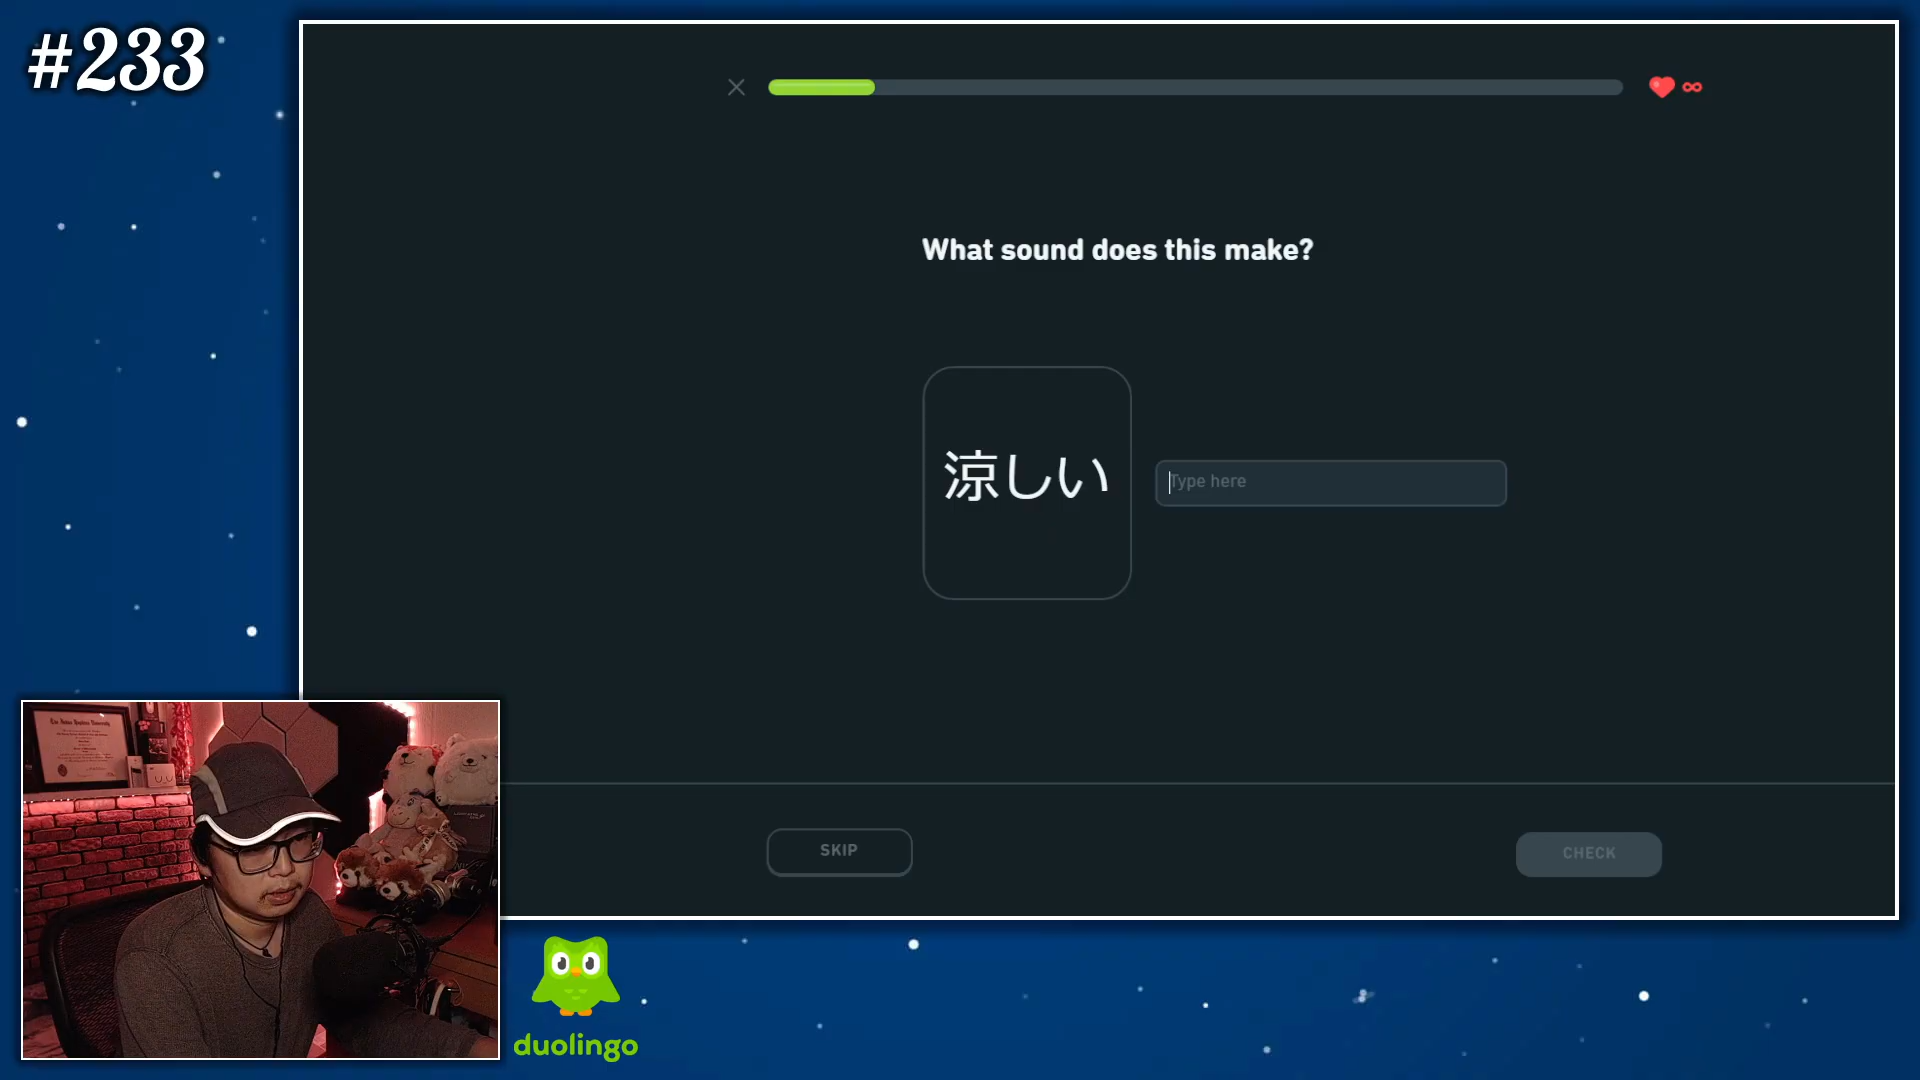 #233
∞
What sound does this make?
涼しい
Type here
SKIP
CHECK
duolingo